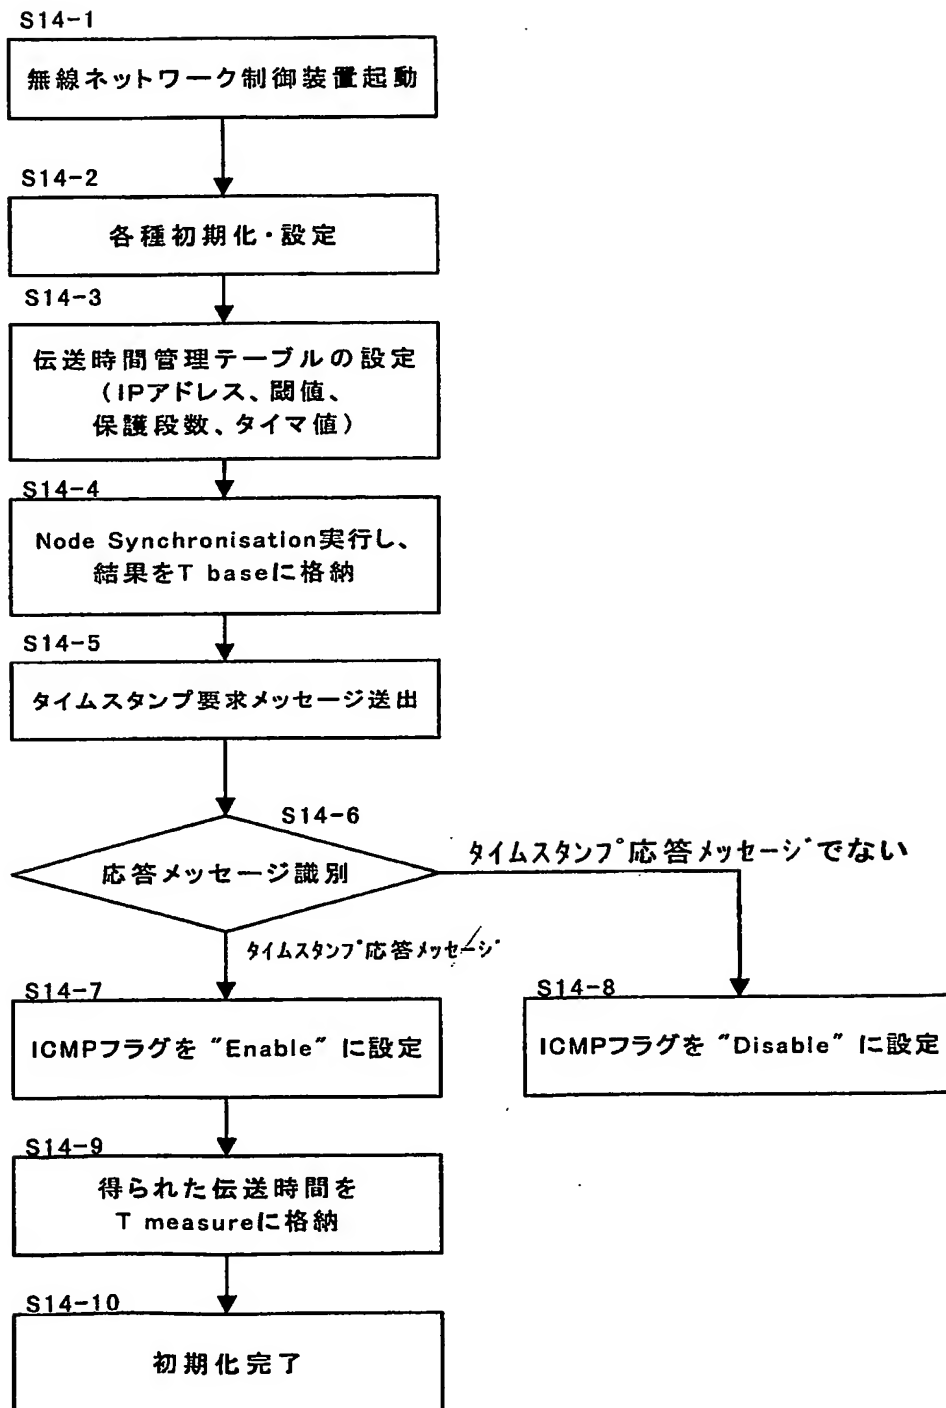 S14-1
無線ネットワーク制御装置起動
S14-2
各種初期化・設定
S14-3
伝送時間管理テーブルの設定
（IPアドレス、閾値、
保護段数、タイマ値）
S14-4
Node Synchronisation実行し、
結果をT baseに格納
S14-5
タイムスタンプ要求メッセージ送出
S14-6
応答メッセージ識別
タイムスタンプ応答メッセージでない
タイムスタンプ応答メッセージ
S14-7
ICMPフラグを "Enable" に設定
S14-8
ICMPフラグを "Disable" に設定
S14-9
得られた伝送時間を
T measureに格納
S14-10
初期化完了